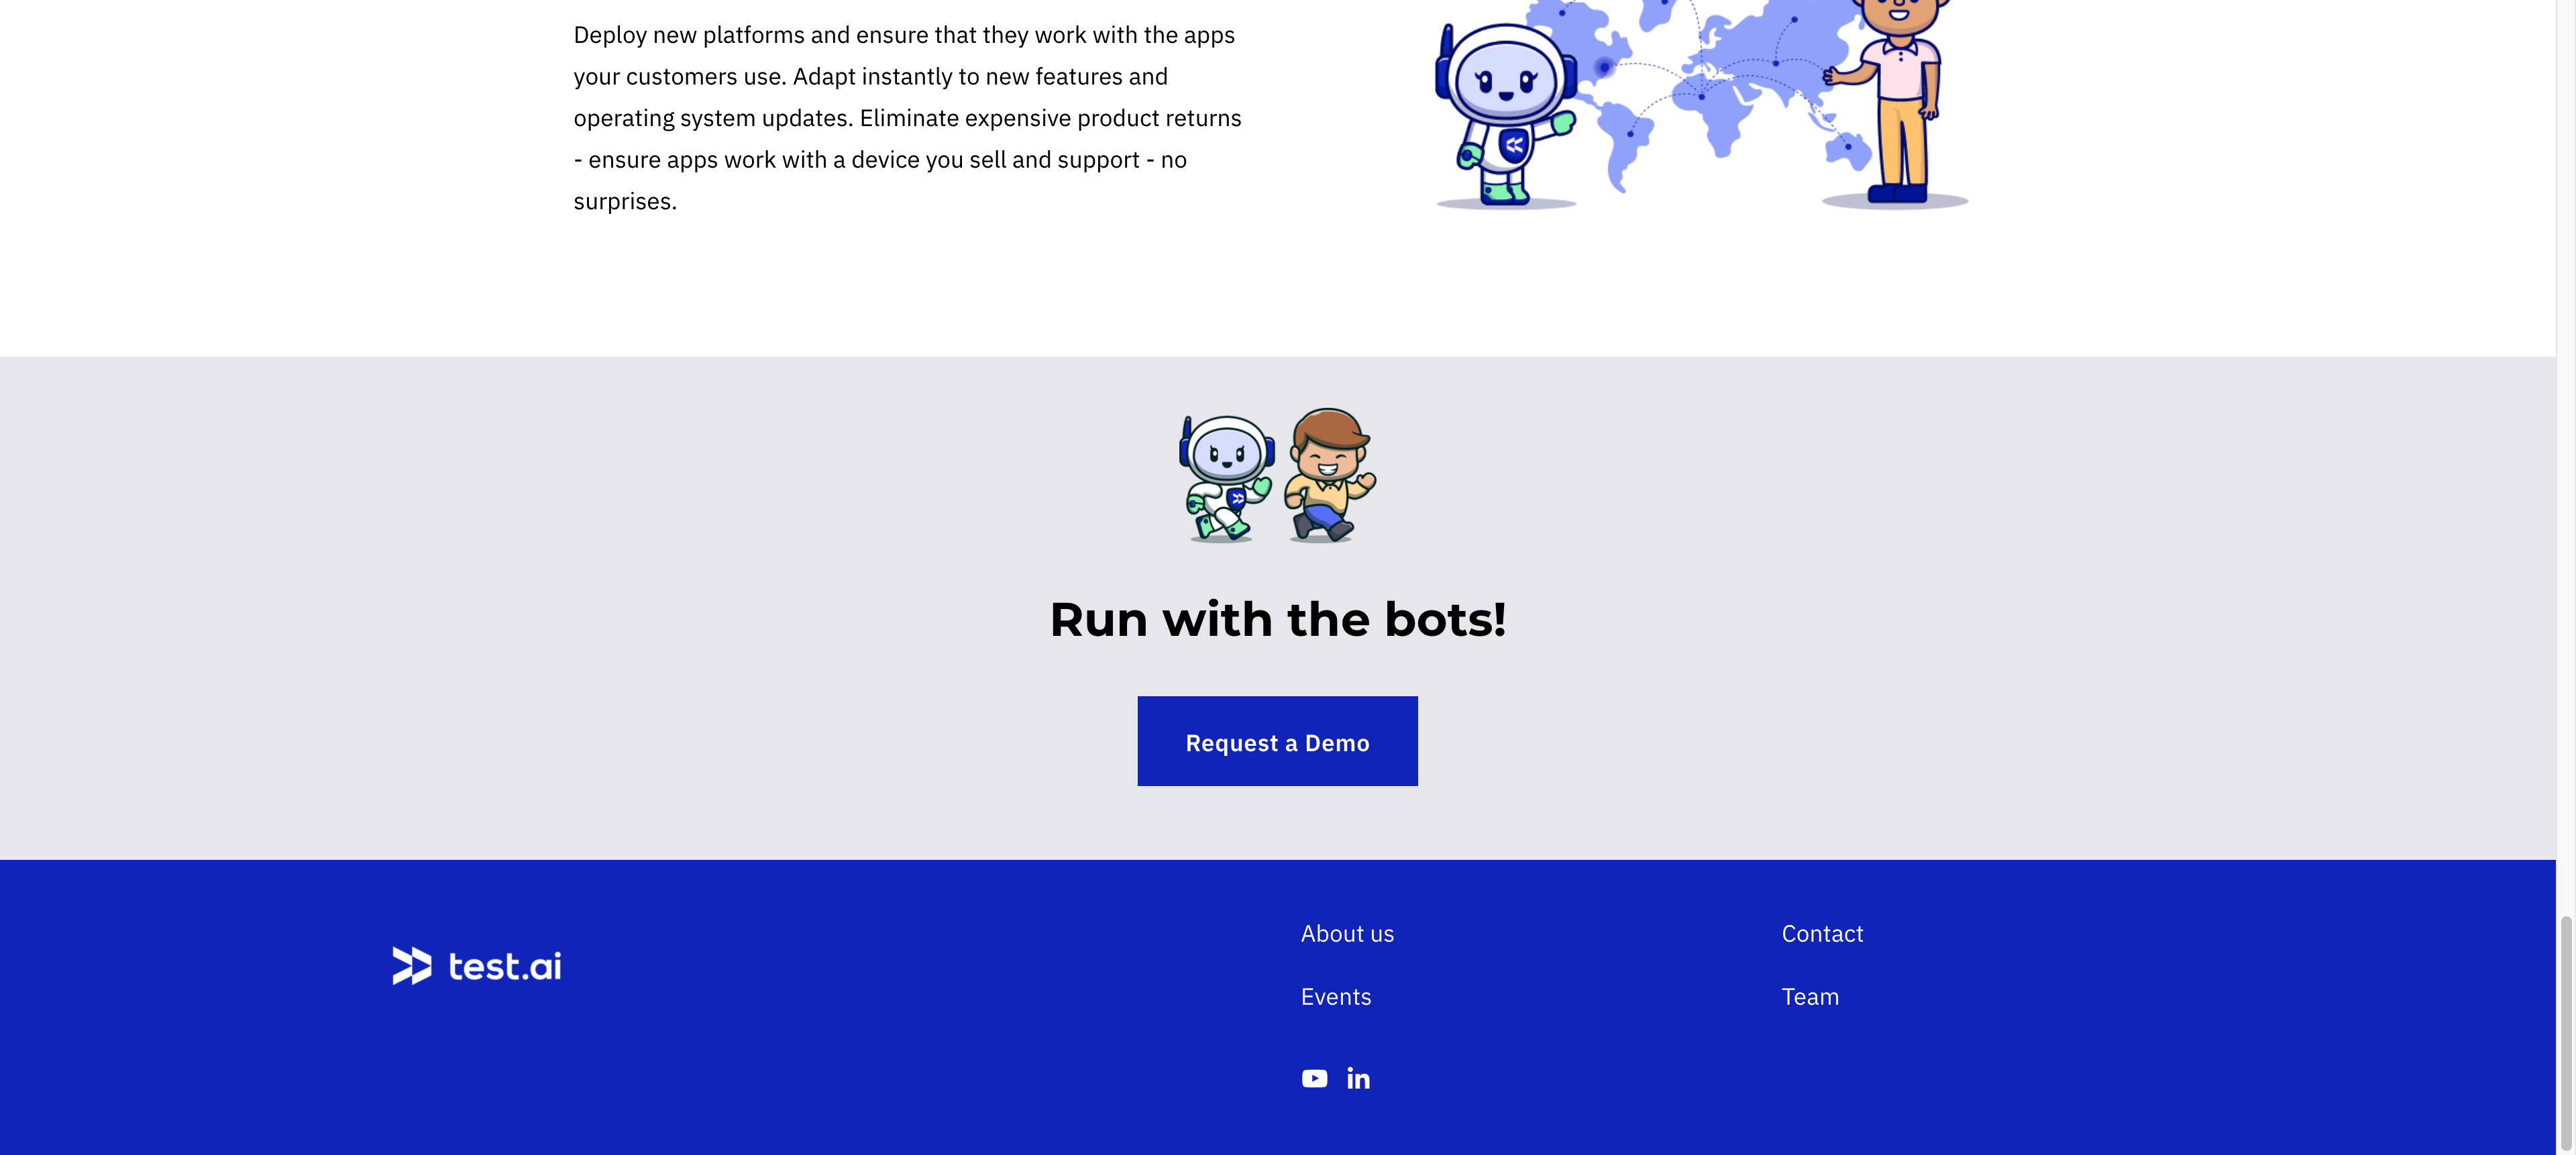 Deploy new platforms and ensure that they work with the apps
your customers use. Adapt instantly to new features and
operating system updates. Eliminate expensive product returns
- ensure apps work with a device you sell and support - no
surprises.
Run with the bots!
Request a Demo
test.ai
About us
Contact
Events
Team
in